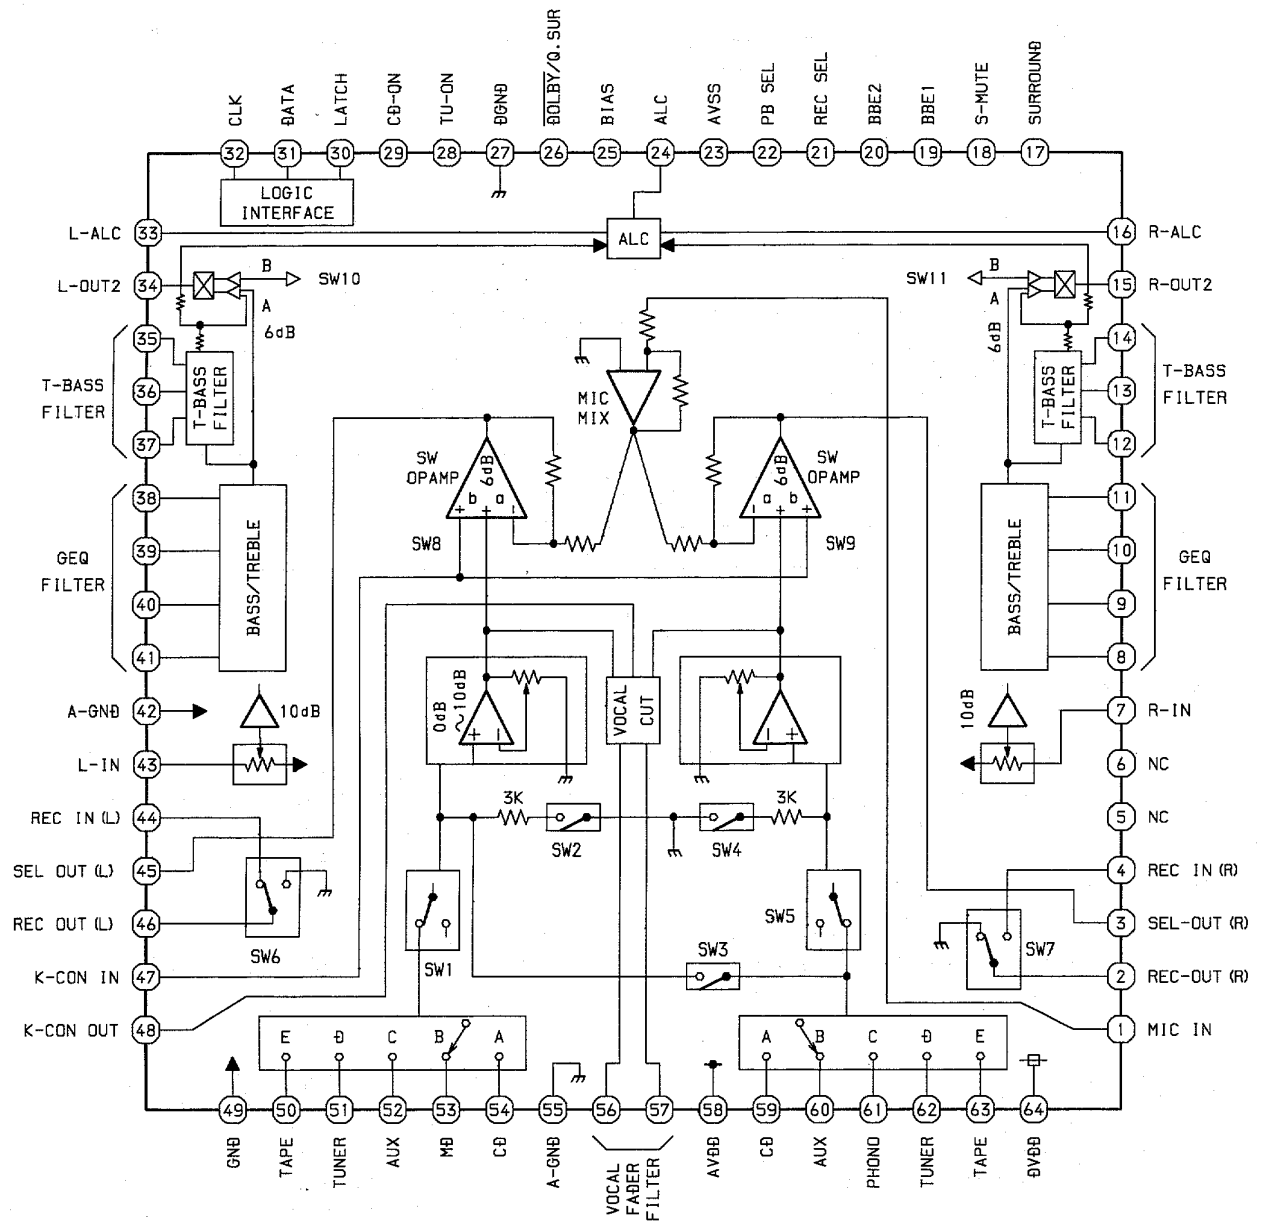 CLK
DATA
LATCH
CD-ON
TU-ON
DGND
DOLBY/Q.SUR
BIAS
ALC
AVSS
PB SEL
REC SEL
BBE2
BBE1
S-MUTE
SURROUND
32
31
30
29
28
27
26
25
24
23
22
21
20
19
18
17
LOGIC
INTERFACE
L-ALC
33
ALC
16
R-ALC
L-OUT2
34
B
SW10
A
6dB
SW11
B
A
6dB
15
R-OUT2
35
36
37
T-BASS
FILTER
T-BASS
FILTER
MIC
MIX
T-BASS
FILTER
14
13
12
T-BASS
FILTER
SW
OPAMP
6dB
b
a
+
+
-
SW8
SW
OPAMP
6dB
a
b
-
+
+
SW9
38
39
40
41
GEQ
FILTER
BASS/TREBLE
BASS/TREBLE
11
10
9
8
GEQ
FILTER
A-GND
42
10dB
0dB
~10dB
+
-
VOCAL
CUT
-
+
10dB
7
R-IN
L-IN
43
6
NC
REC IN(L)
44
3K
SW2
SW4
3K
5
NC
SEL OUT(L)
45
4
REC IN(R)
REC OUT(L)
46
SW6
SW1
SW5
SW7
3
SEL-OUT(R)
K-CON IN
47
SW3
2
REC-OUT(R)
K-CON OUT
48
1
MIC IN
E
D
C
B
A
A
B
C
D
E
49
50
51
52
53
54
55
56
57
58
59
60
61
62
63
64
GND
TAPE
TUNER
AUX
MD
CD
A-GND
VOCAL
FADER
FILTER
AVDD
CD
AUX
PHONO
TUNER
TAPE
DVDD